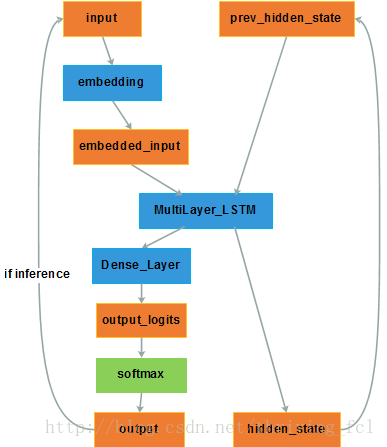 input
prev_hidden_state
embedding
embedded_input
MultiLayer_LSTM
Dense_Layer
if inference
output_logits
softmax
output
hidden_state